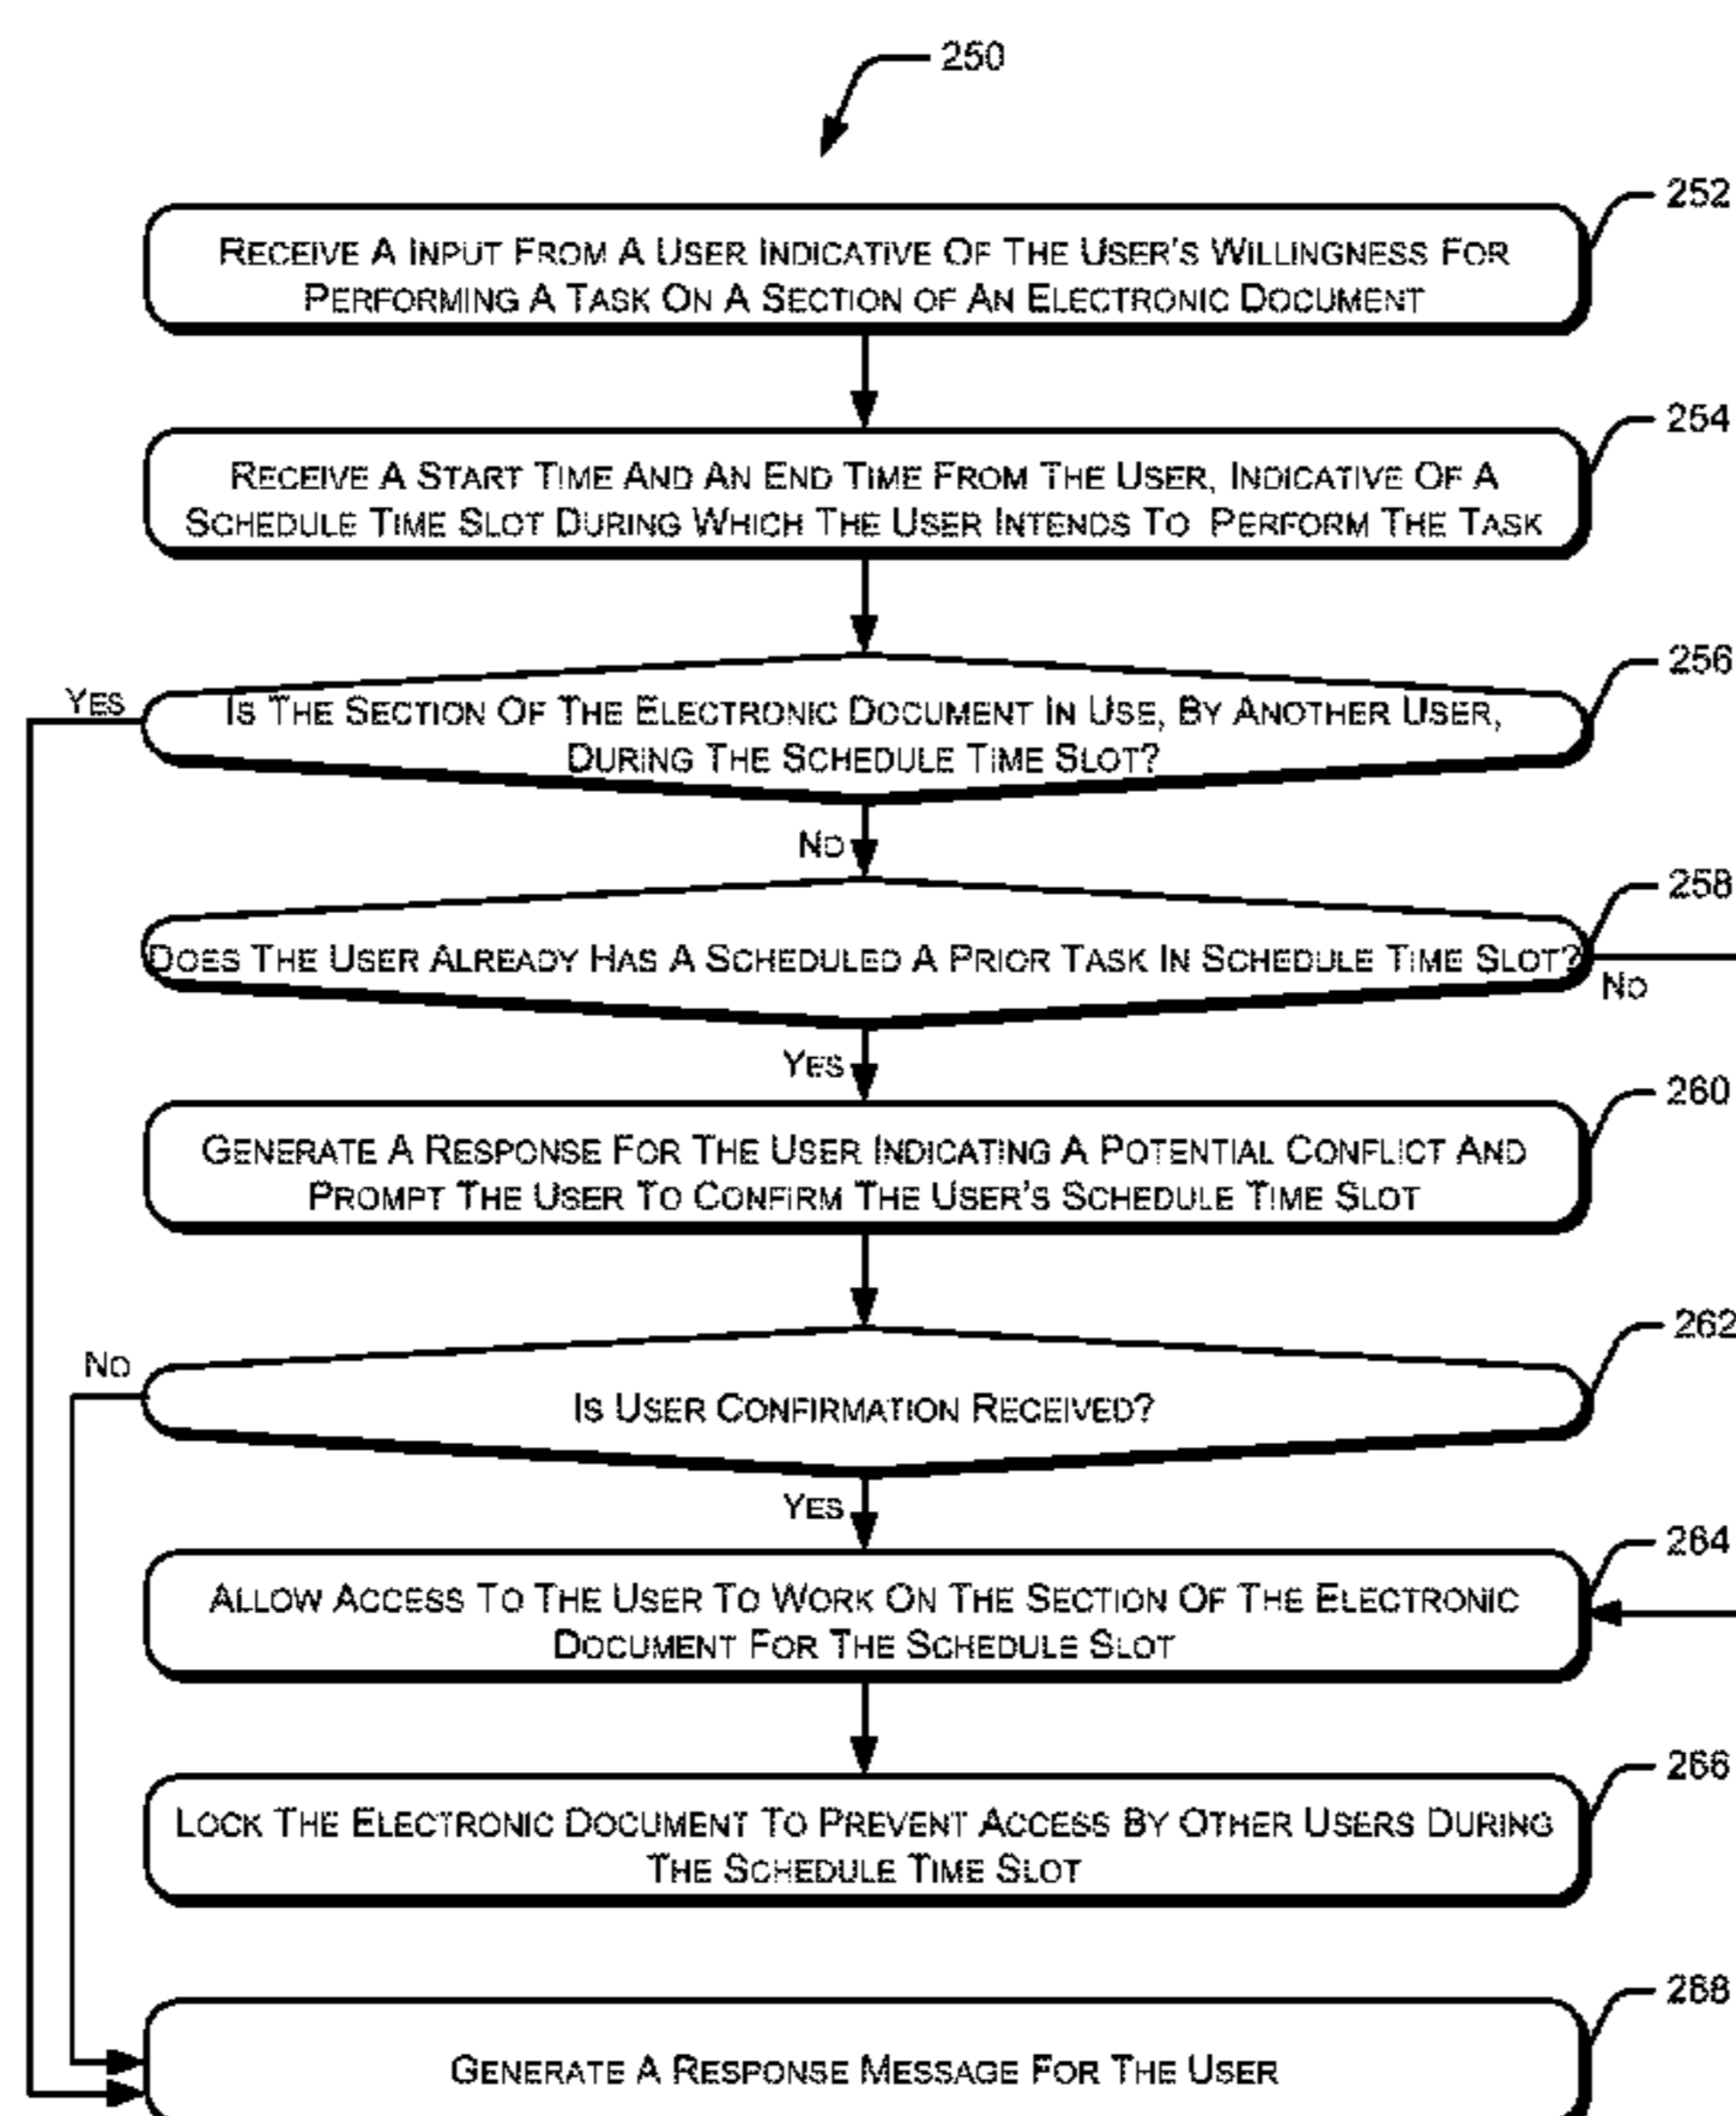 250
252
RECEIVE A INPUT FROM A USER INDICATIVE OF THE USER'S WILLINGNESS FOR
PERFORMING A TASK ON A SECTION OF AN ELECTRONIC DOCUMENT
254
RECEIVE A START TIME AND AN END TIME FROM THE USER, INDICATIVE OF A
SCHEDULE TIME SLOT DURING WHICH THE USER INTENDS TO PERFORM THE TASK
256
YES
IS THE SECTION OF THE ELECTRONIC DOCUMENT IN USE, BY ANOTHER USER,
DURING THE SCHEDULE TIME SLOT?
NO
258
DOES THE USER ALREADY HAS A SCHEDULED A PRIOR TASK IN SCHEDULE TIME SLOT?
NO
YES
260
GENERATE A RESPONSE FOR THE USER INDICATING A POTENTIAL CONFLICT AND
PROMPT THE USER TO CONFIRM THE USER'S SCHEDULE TIME SLOT
262
NO
IS USER CONFIRMATION RECEIVED?
YES
264
ALLOW ACCESS TO THE USER TO WORK ON THE SECTION OF THE ELECTRONIC
DOCUMENT FOR THE SCHEDULE SLOT
266
LOCK THE ELECTRONIC DOCUMENT TO PREVENT ACCESS BY OTHER USERS DURING
THE SCHEDULE TIME SLOT
268
GENERATE A RESPONSE MESSAGE FOR THE USER